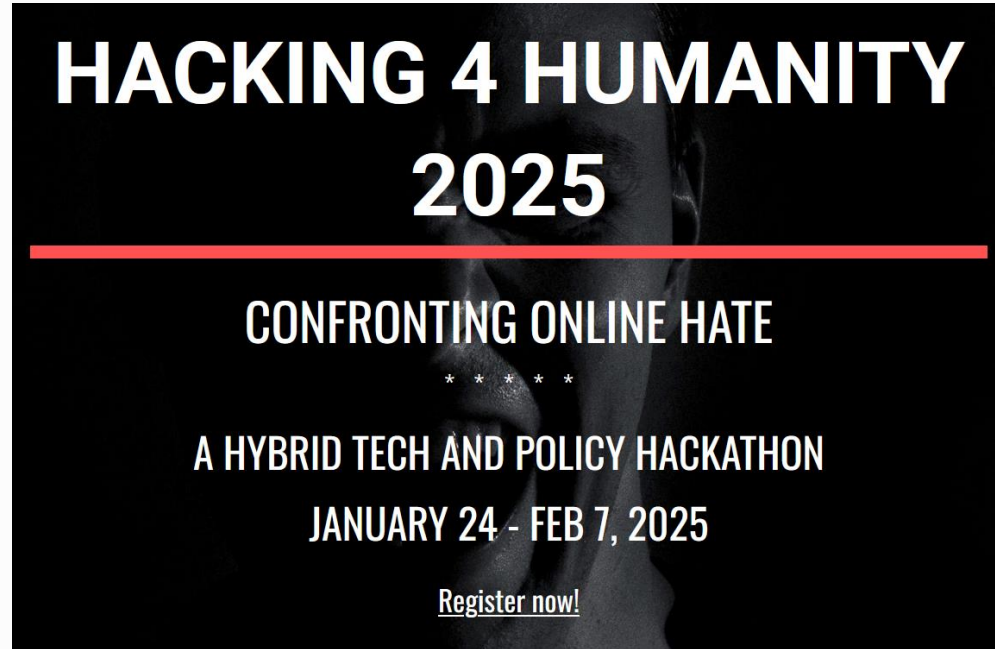 HACKING 4 HUMANITY
2025
CONFRONTING ONLINE HATE
* * * * *
A HYBRID TECH AND POLICY HACKATHON
JANUARY 24 - FEB 7, 2025
Register now!